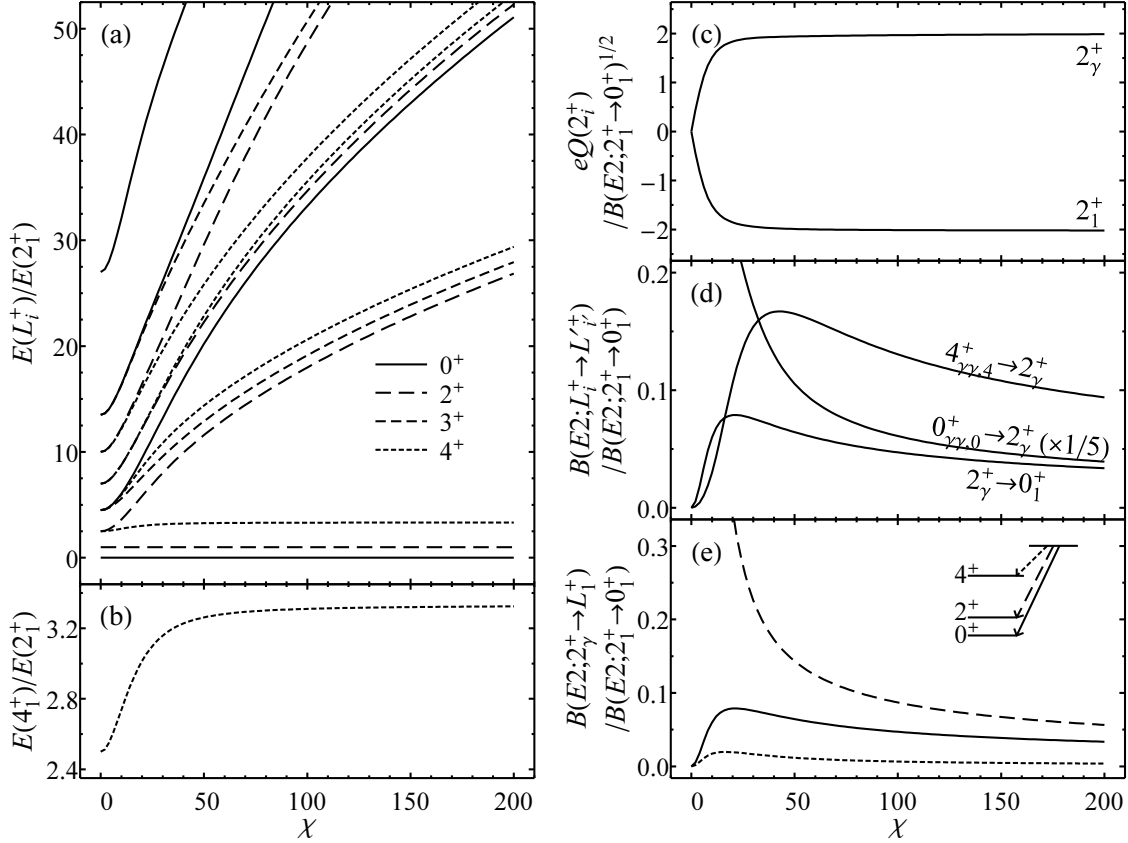 (a)
50
40
30
20
10
0
E(L_i^+)/E(2_1^+)
0^+
2^+
3^+
4^+
(b)
3.2
2.8
2.4
E(4_1^+)/E(2_1^+)
0 50 100 150 200
χ
(c)
2
1
0
−1
−2
eQ(2_i^+)
/B(E2;2_1^+→0_1^+)^{1/2}
2_γ^+
2_1^+
(d)
0.2
0.1
0.0
B(E2;L_i^+→L'_{i'}^+)
/B(E2;2_1^+→0_1^+)
4_{γγ,4}^+→2_γ^+
0_{γγ,0}^+→2_γ^+ (×1/5)
2_γ^+→0_1^+
(e)
0.3
0.2
0.1
0.0
B(E2;2_γ^+→L_1^+)
/B(E2;2_1^+→0_1^+)
4^+
2^+
0^+
0 50 100 150 200
χ